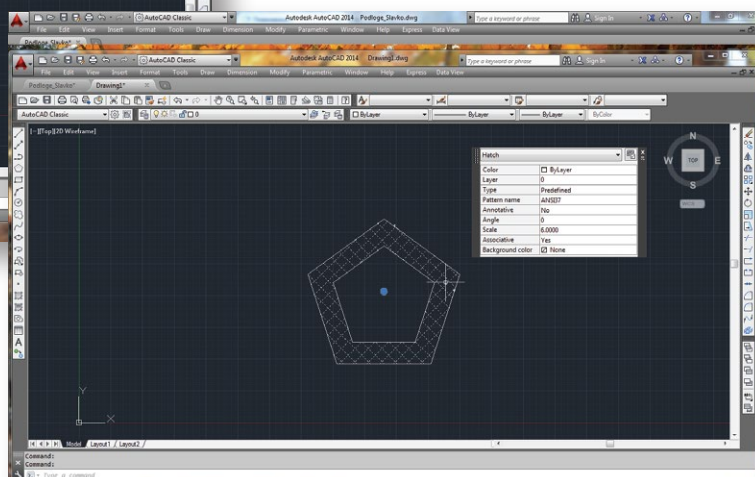 AutoCAD Classic
Autodesk AutoCAD 2014 Podloge_Slavko.dwg
Type a keyword or phrase
Sign In
File Edit View Insert Format Tools Draw Dimension Modify Parametric Window Help Express Data View
Podloge_Slavko*
AutoCAD Classic
Autodesk AutoCAD 2014 Drawing1.dwg
Type a keyword or phrase
Sign In
File Edit View Insert Format Tools Draw Dimension Modify Parametric Window Help Express Data View
Podloge_Slavko* Drawing1*
AutoCAD Classic
0
ByLayer ByLayer ByLayer ByColor
[-][Top][2D Wireframe]
N
W TOP E
S
Hatch
Color ByLayer
Layer 0
Type Predefined
Pattern name ANSI37
Annotative No
Angle 0
Scale 6.0000
Associative Yes
Background color None
Y
X
Model Layout1 Layout2
Command:
Command:
Type a command